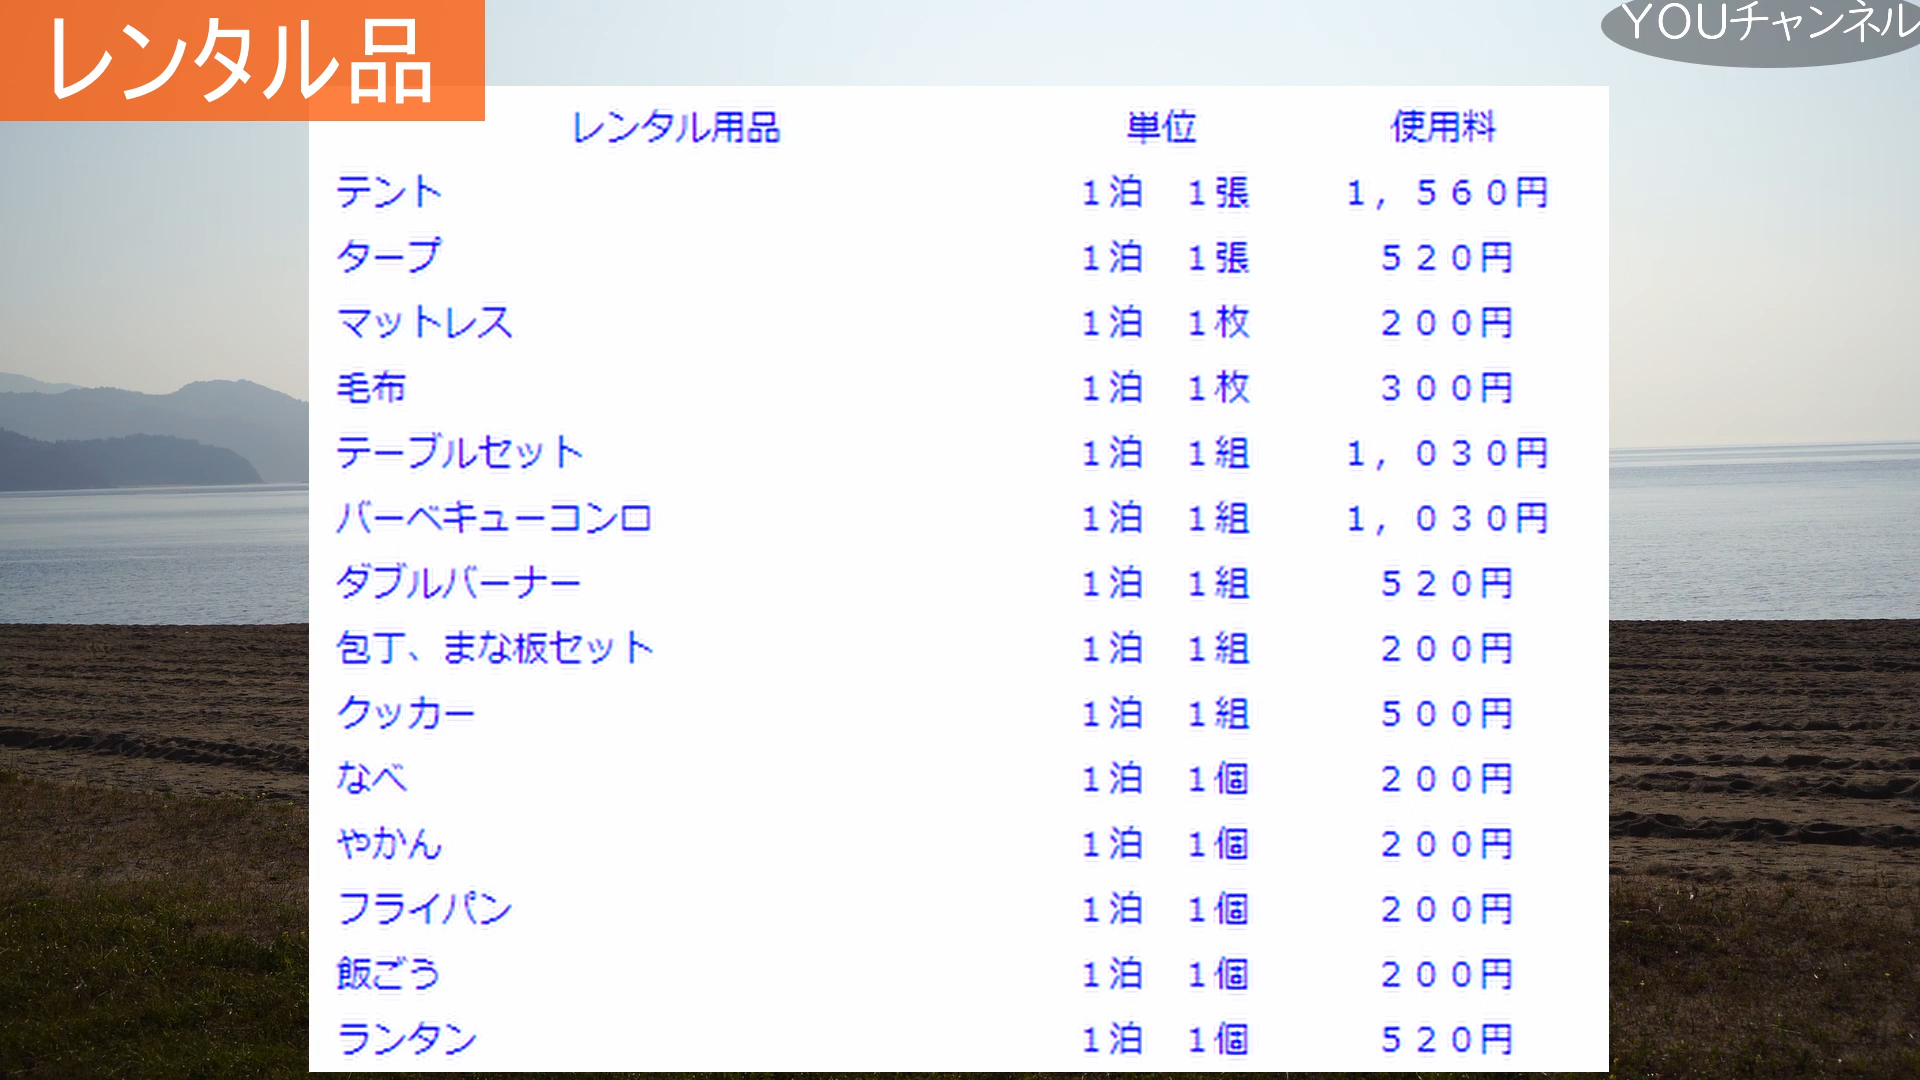 レンタル品
YOUチャンネル
レンタル用品 単位 使用料
テント 1泊 1張 1,560円
タープ 1泊 1張 520円
マットレス 1泊 1枚 200円
毛布 1泊 1枚 300円
テーブルセット 1泊 1組 1,030円
バーベキューコンロ 1泊 1組 1,030円
ダブルバーナー 1泊 1組 520円
包丁、まな板セット 1泊 1組 200円
クッカー 1泊 1組 500円
なべ 1泊 1個 200円
やかん 1泊 1個 200円
フライパン 1泊 1個 200円
飯ごう 1泊 1個 200円
ランタン 1泊 1個 520円